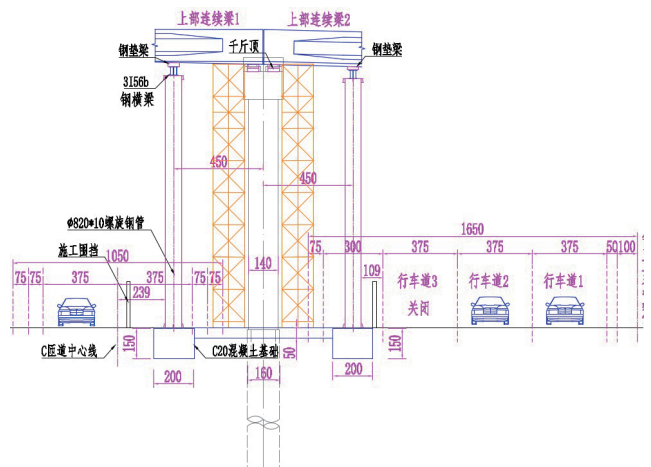 上部连续梁1
上部连续梁2
钢垫梁
千斤顶
钢垫梁
3I56b
钢横梁
450
450
Φ820*10螺旋钢管
施工围挡
1650
1050
75
300
375
375
375
50
100
75
75
375
375
75
75
140
109
行车道3
行车道2
行车道1
239
关闭
C匝道中心线
150
C20混凝土基础
50
150
200
160
200